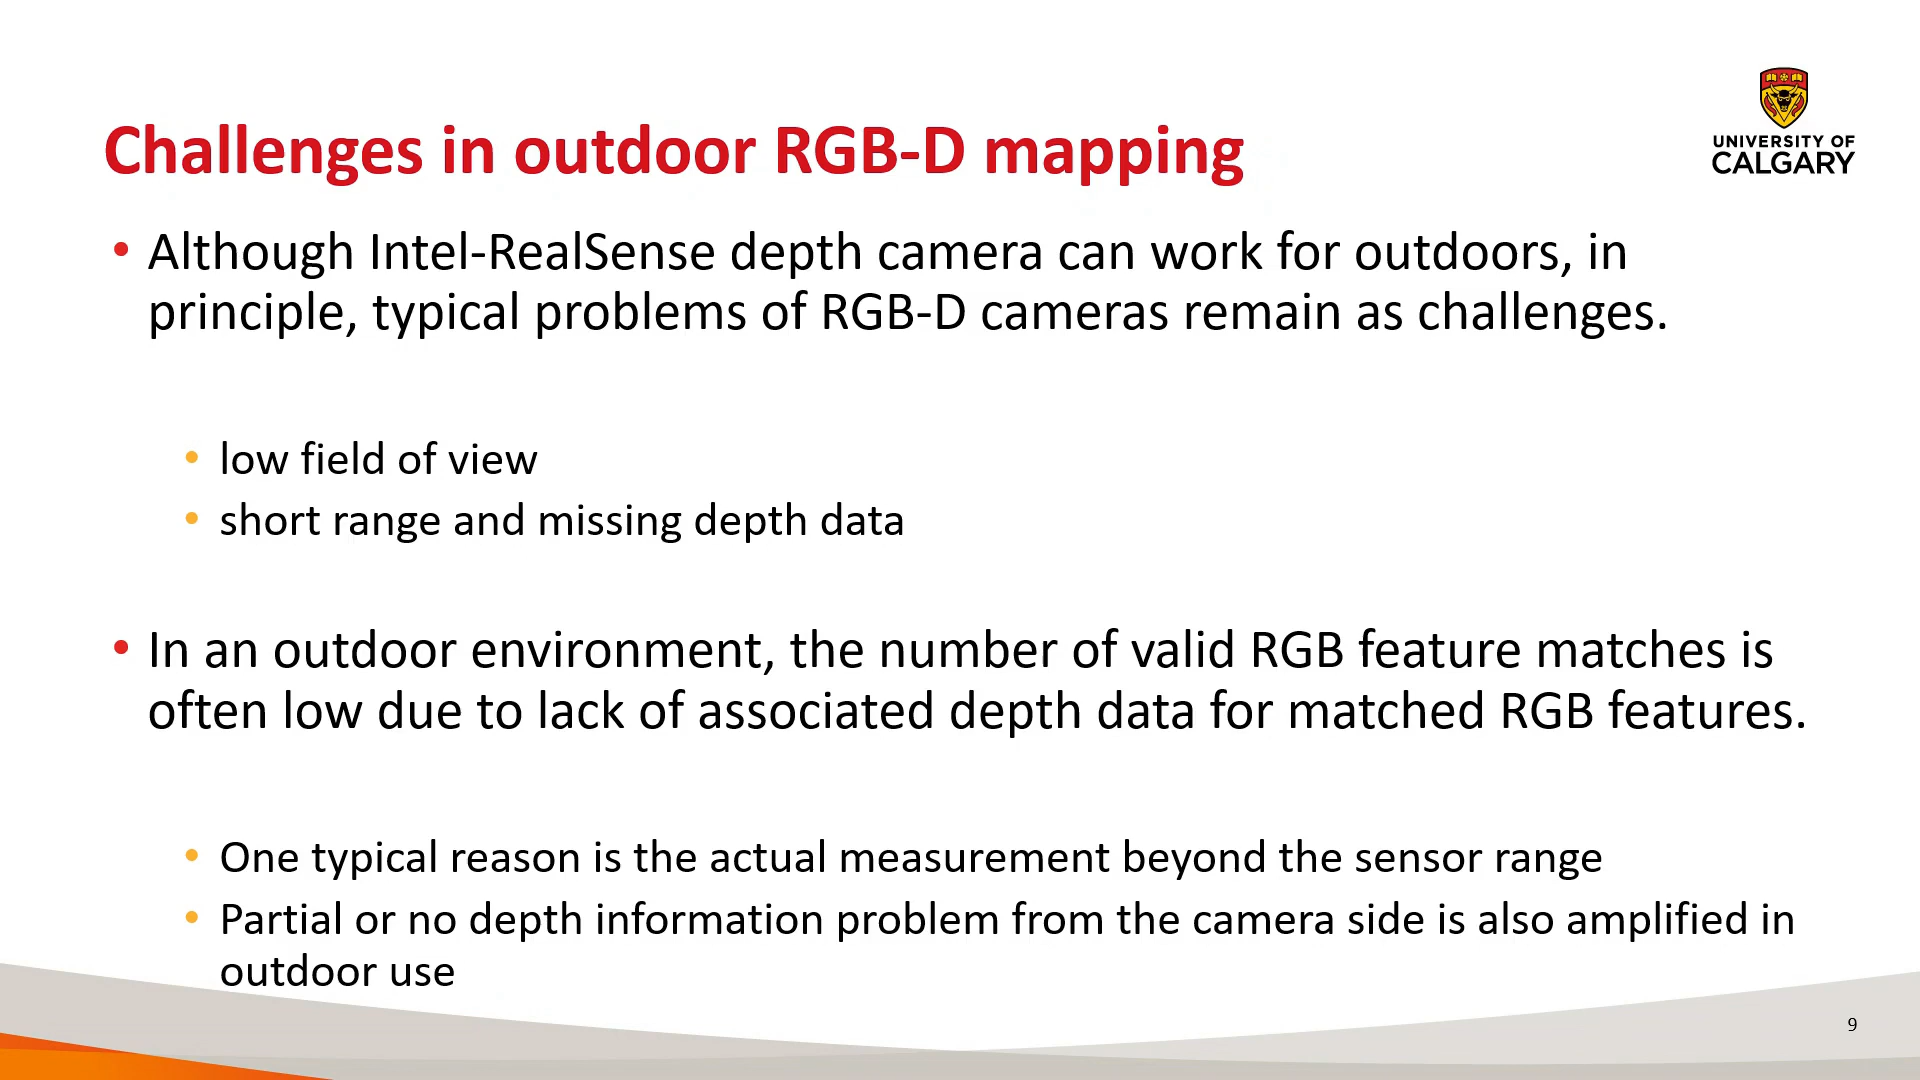 UNIVERSITY OF
CALGARY
Challenges in outdoor RGB-D mapping
• Although Intel-RealSense depth camera can work for outdoors, in
principle, typical problems of RGB-D cameras remain as challenges.
• low field of view
• short range and missing depth data
• In an outdoor environment, the number of valid RGB feature matches is
often low due to lack of associated depth data for matched RGB features.
• One typical reason is the actual measurement beyond the sensor range
• Partial or no depth information problem from the camera side is also amplified in
outdoor use
9